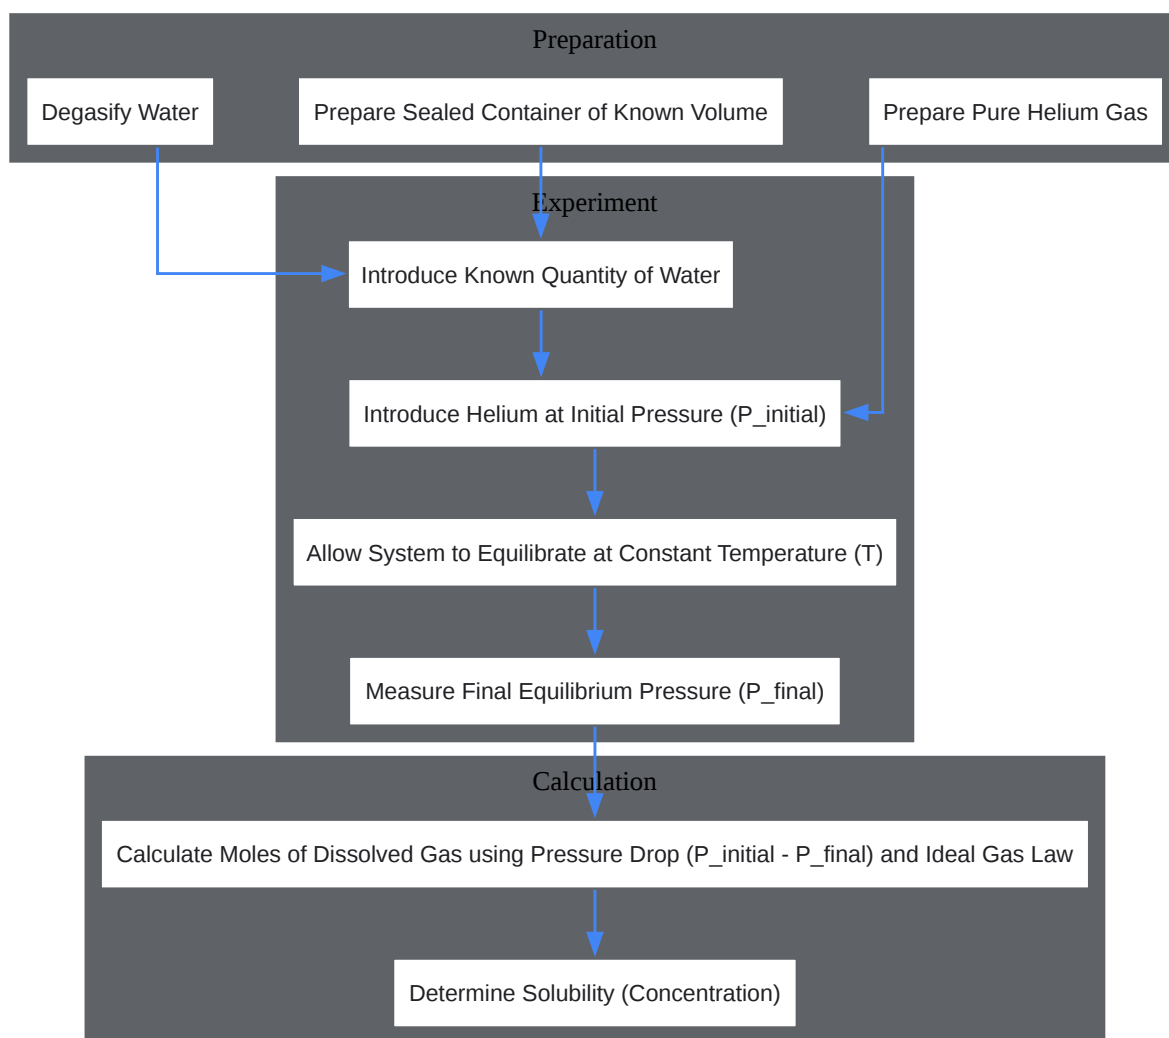 Preparation
Degasify Water
Prepare Sealed Container of Known Volume
Prepare Pure Helium Gas
Experiment
Introduce Known Quantity of Water
Introduce Helium at Initial Pressure (P_initial)
Allow System to Equilibrate at Constant Temperature (T)
Measure Final Equilibrium Pressure (P_final)
Calculation
Calculate Moles of Dissolved Gas using Pressure Drop (P_initial - P_final) and Ideal Gas Law
Determine Solubility (Concentration)